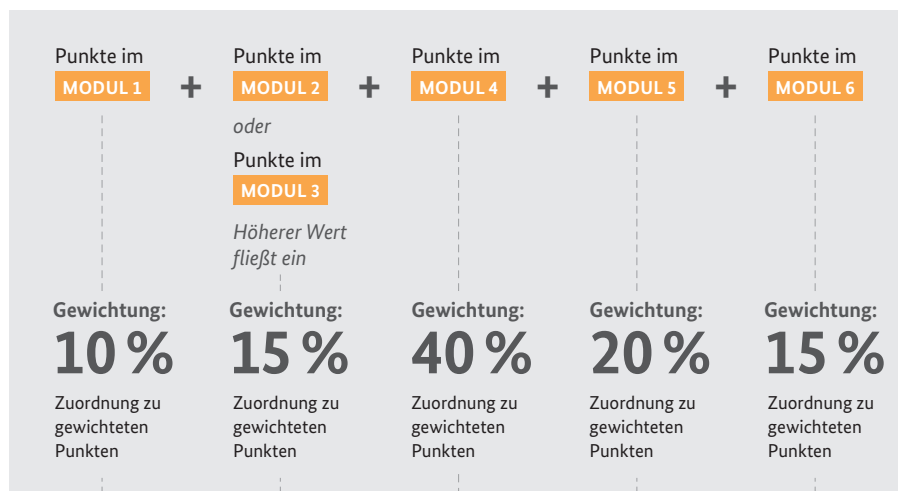 Punkte im
MODUL 1
+
Punkte im
MODUL 2
oder
Punkte im
MODUL 3
Höherer Wert
fließt ein
+
Punkte im
MODUL 4
+
Punkte im
MODUL 5
+
Punkte im
MODUL 6
Gewichtung:
10 %
Zuordnung zu
gewichteten
Punkten
Gewichtung:
15 %
Zuordnung zu
gewichteten
Punkten
Gewichtung:
40 %
Zuordnung zu
gewichteten
Punkten
Gewichtung:
20 %
Zuordnung zu
gewichteten
Punkten
Gewichtung:
15 %
Zuordnung zu
gewichteten
Punkten